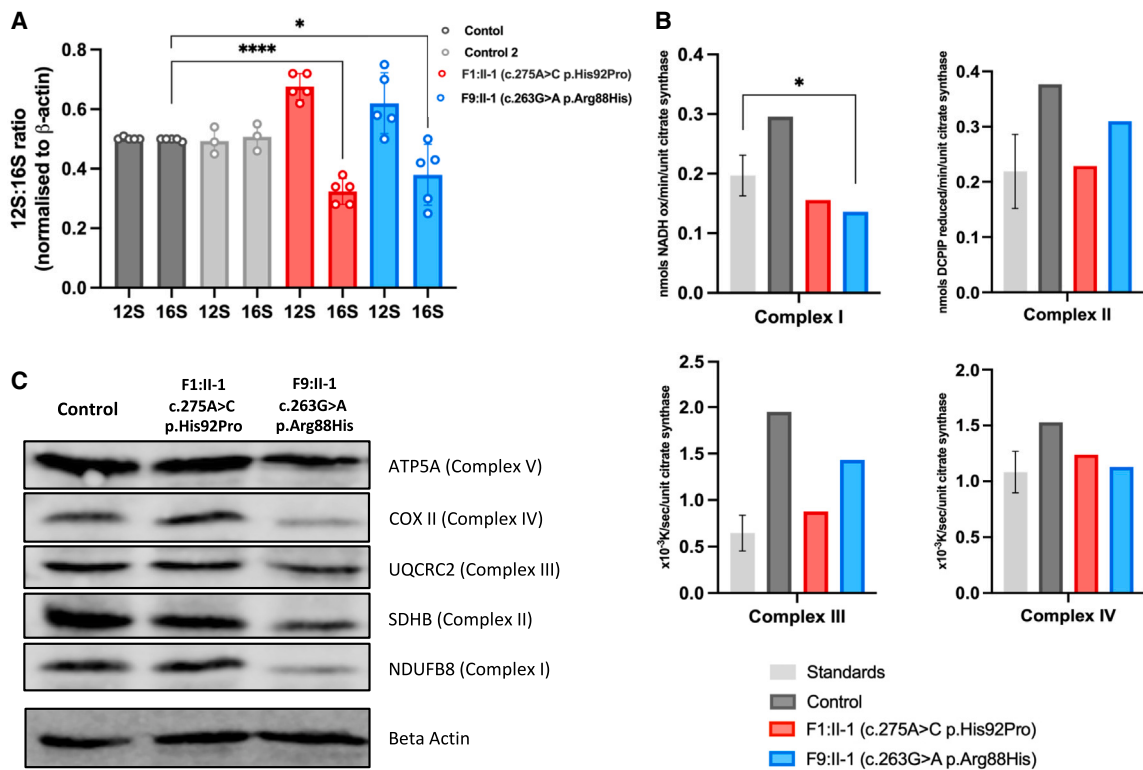 A
12S:16S ratio
(normalised to β-actin)
0.8
0.6
0.4
0.2
0.0
*
****
12S 16S 12S 16S 12S 16S 12S 16S
Contol
Control 2
F1:II-1 (c.275A>C p.His92Pro)
F9:II-1 (c.263G>A p.Arg88His)
B
nmols NADH ox/min/unit citrate synthase
0.4
0.3
0.2
0.1
0.0
*
Complex I
nmols DCPIP reduced/min/unit citrate synthase
0.4
0.3
0.2
0.1
0.0
Complex II
x10⁻³K/sec/unit citrate synthase
2.5
2.0
1.5
1.0
0.5
0.0
Complex III
x10⁻³K/sec/unit citrate synthase
2.0
1.5
1.0
0.5
0.0
Complex IV
Standards
Control
F1:II-1 (c.275A>C p.His92Pro)
F9:II-1 (c.263G>A p.Arg88His)
C
Control
F1:II-1
c.275A>C
p.His92Pro
F9:II-1
c.263G>A
p.Arg88His
ATP5A (Complex V)
COX II (Complex IV)
UQCRC2 (Complex III)
SDHB (Complex II)
NDUFB8 (Complex I)
Beta Actin